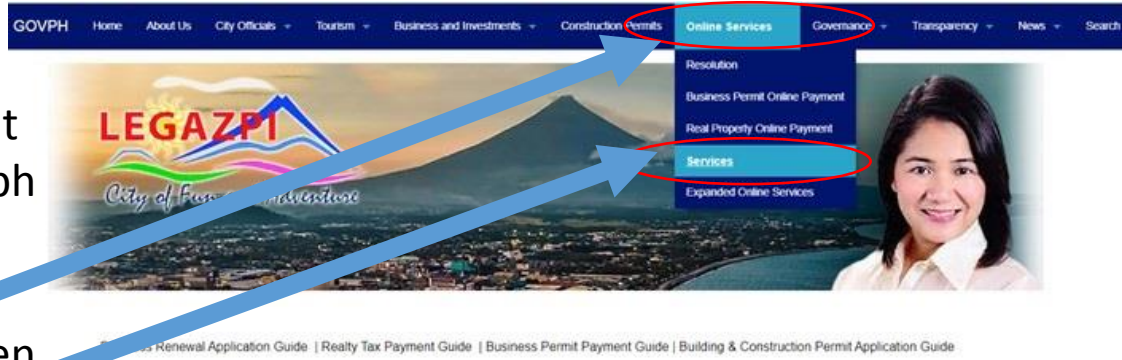 GOVPH Home About Us City Officials Tourism Business and Investments Construction Permits Online Services Governance Transparency News Search
Resolution
Business Permit Online Payment
Real Property Online Payment
Services
Expanded Online Services
LEGAZPI
City of Fun Adventure
t
ph
en
Renewal Application Guide | Realty Tax Payment Guide | Business Permit Payment Guide | Building & Construction Permit Application Guide